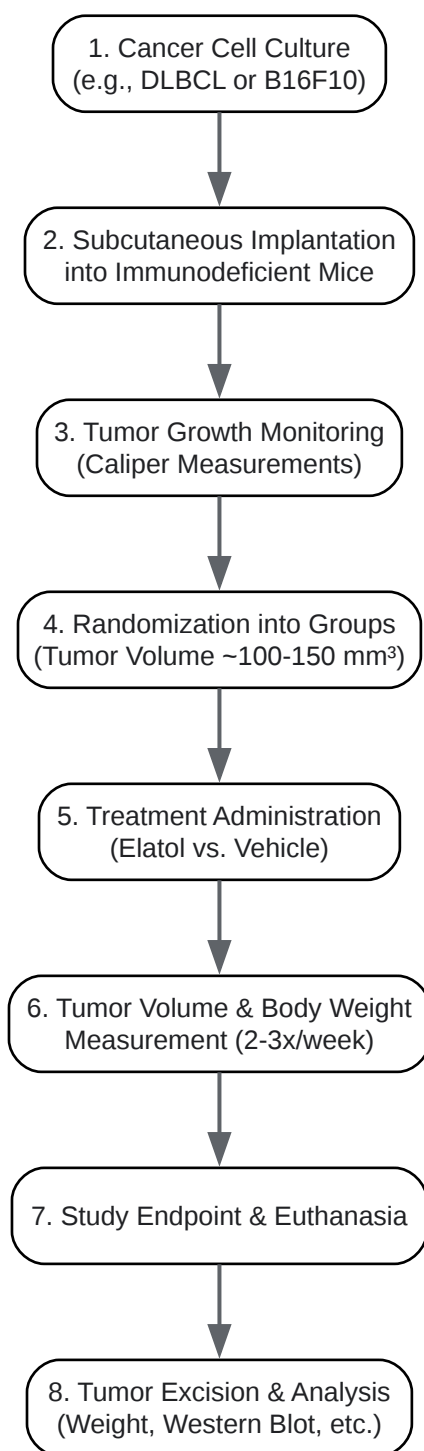 1. Cancer Cell Culture
(e.g., DLBCL or B16F10)
2. Subcutaneous Implantation
into Immunodeficient Mice
3. Tumor Growth Monitoring
(Caliper Measurements)
4. Randomization into Groups
(Tumor Volume ~100-150 mm³)
5. Treatment Administration
(Elatol vs. Vehicle)
6. Tumor Volume & Body Weight
Measurement (2-3x/week)
7. Study Endpoint & Euthanasia
8. Tumor Excision & Analysis
(Weight, Western Blot, etc.)